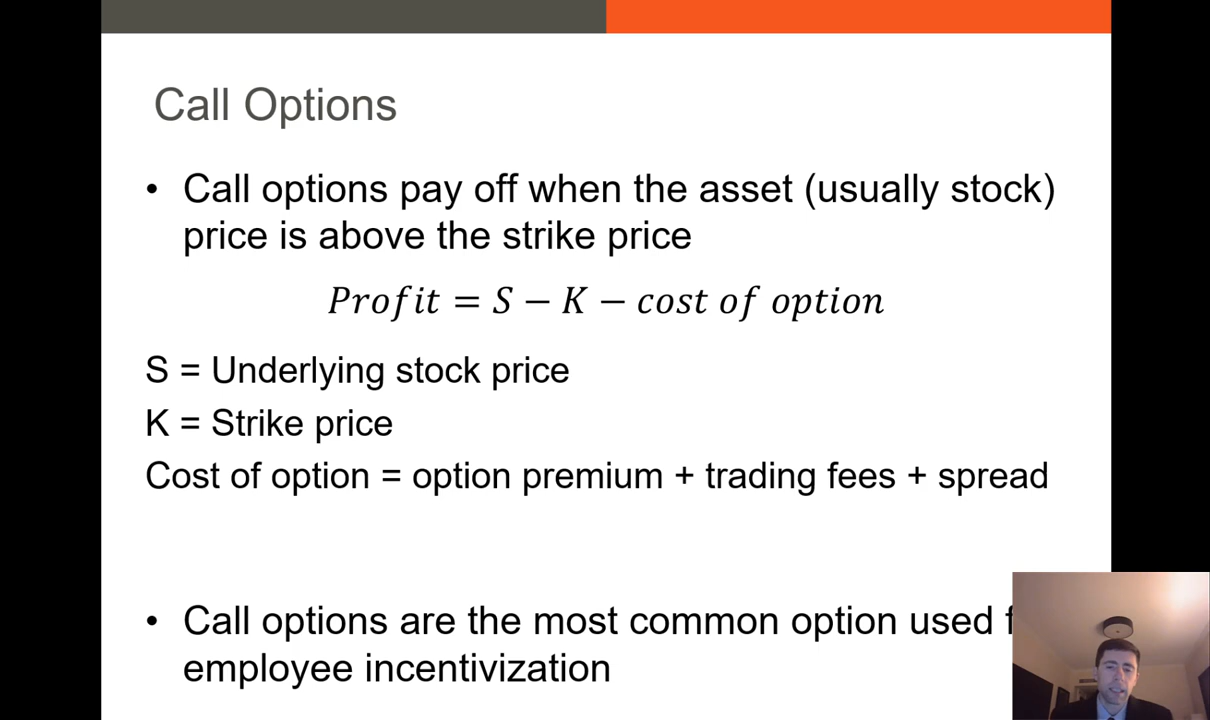 Call Options
• Call options pay off when the asset (usually stock)
price is above the strike price
Profit = S − K − cost of option
S = Underlying stock price
K = Strike price
Cost of option = option premium + trading fees + spread
• Call options are the most common option used
employee incentivization